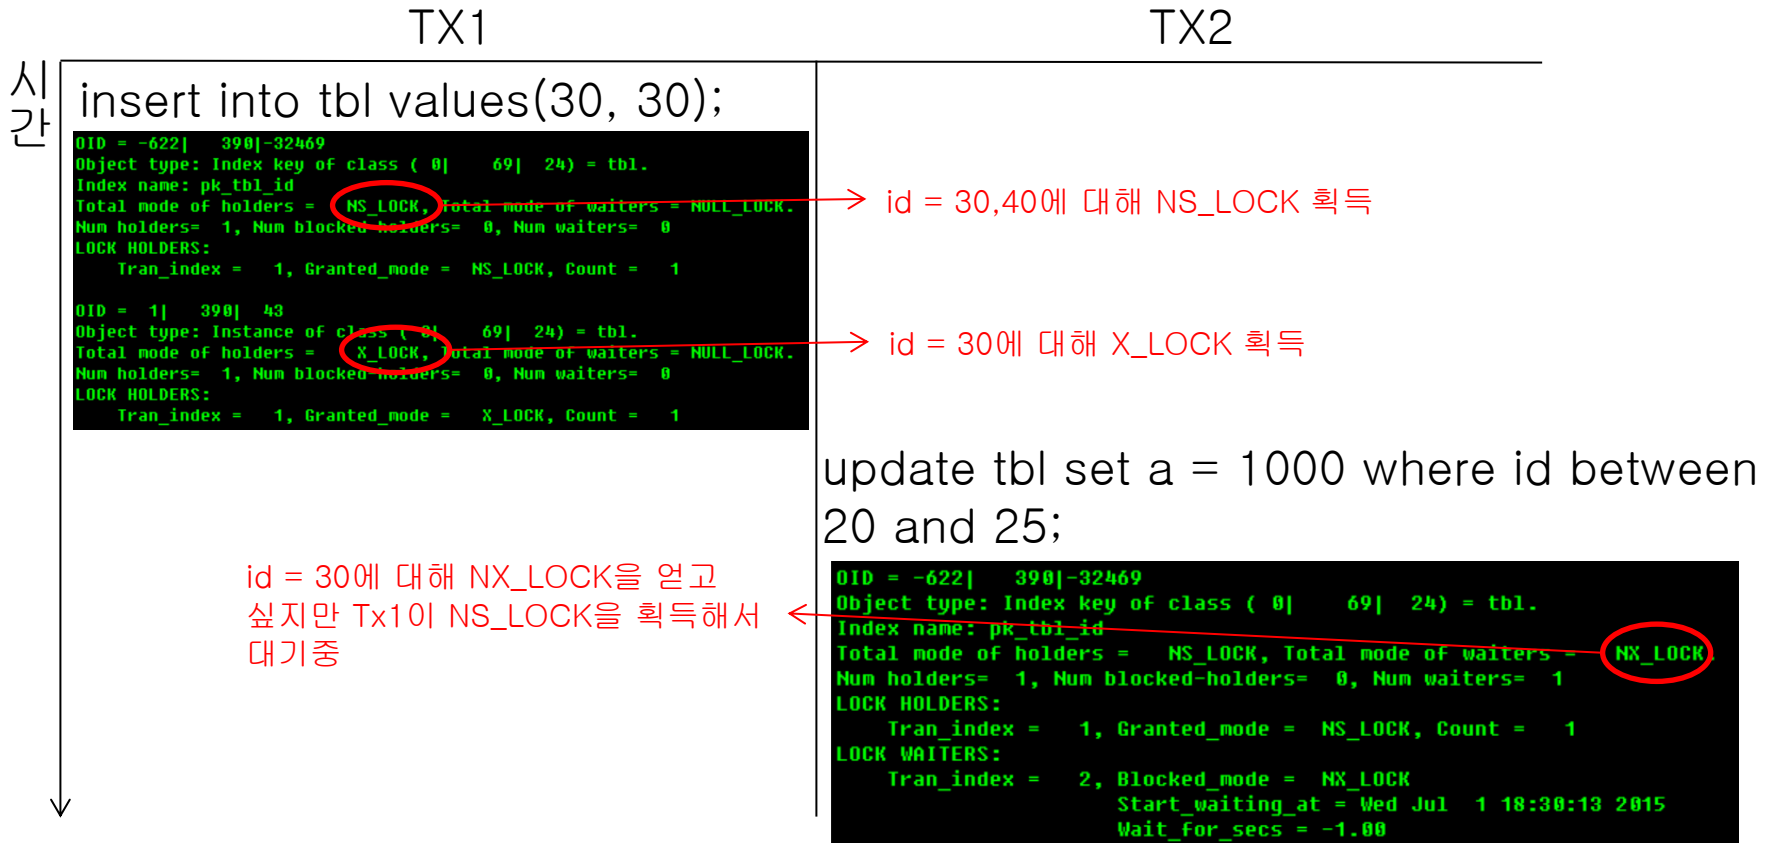 TX1
TX2
시간
insert into tbl values(30, 30);
OID = -622|   390|-32469
Object type: Index key of class ( 0|    69|  24) = tbl.
Index name: pk_tbl_id
Total mode of holders =   NS_LOCK, Total mode of waiters = NULL_LOCK.
Num holders=  1, Num blocked-holders=  0, Num waiters=  0
LOCK HOLDERS:
    Tran_index =   1, Granted_mode =  NS_LOCK, Count =   1
OID =  1|   390|  43
Object type: Instance of class ( 0|    69|  24) = tbl.
Total mode of holders =    X_LOCK, Total mode of waiters = NULL_LOCK.
Num holders=  1, Num blocked-holders=  0, Num waiters=  0
LOCK HOLDERS:
    Tran_index =   1, Granted_mode =   X_LOCK, Count =   1
id = 30,40에 대해 NS_LOCK 획득
id = 30에 대해 X_LOCK 획득
update tbl set a = 1000 where id between
20 and 25;
id = 30에 대해 NX_LOCK을 얻고
싶지만 Tx1이 NS_LOCK을 획득해서
대기중
OID = -622|   390|-32469
Object type: Index key of class ( 0|    69|  24) = tbl.
Index name: pk_tbl_id
Total mode of holders =   NS_LOCK, Total mode of waiters =   NX_LOCK.
Num holders=  1, Num blocked-holders=  0, Num waiters=  1
LOCK HOLDERS:
    Tran_index =   1, Granted_mode =  NS_LOCK, Count =   1
LOCK WAITERS:
    Tran_index =   2, Blocked_mode =  NX_LOCK
                      Start_waiting_at = Wed Jul  1 18:30:13 2015
                      Wait_for_secs = -1.00